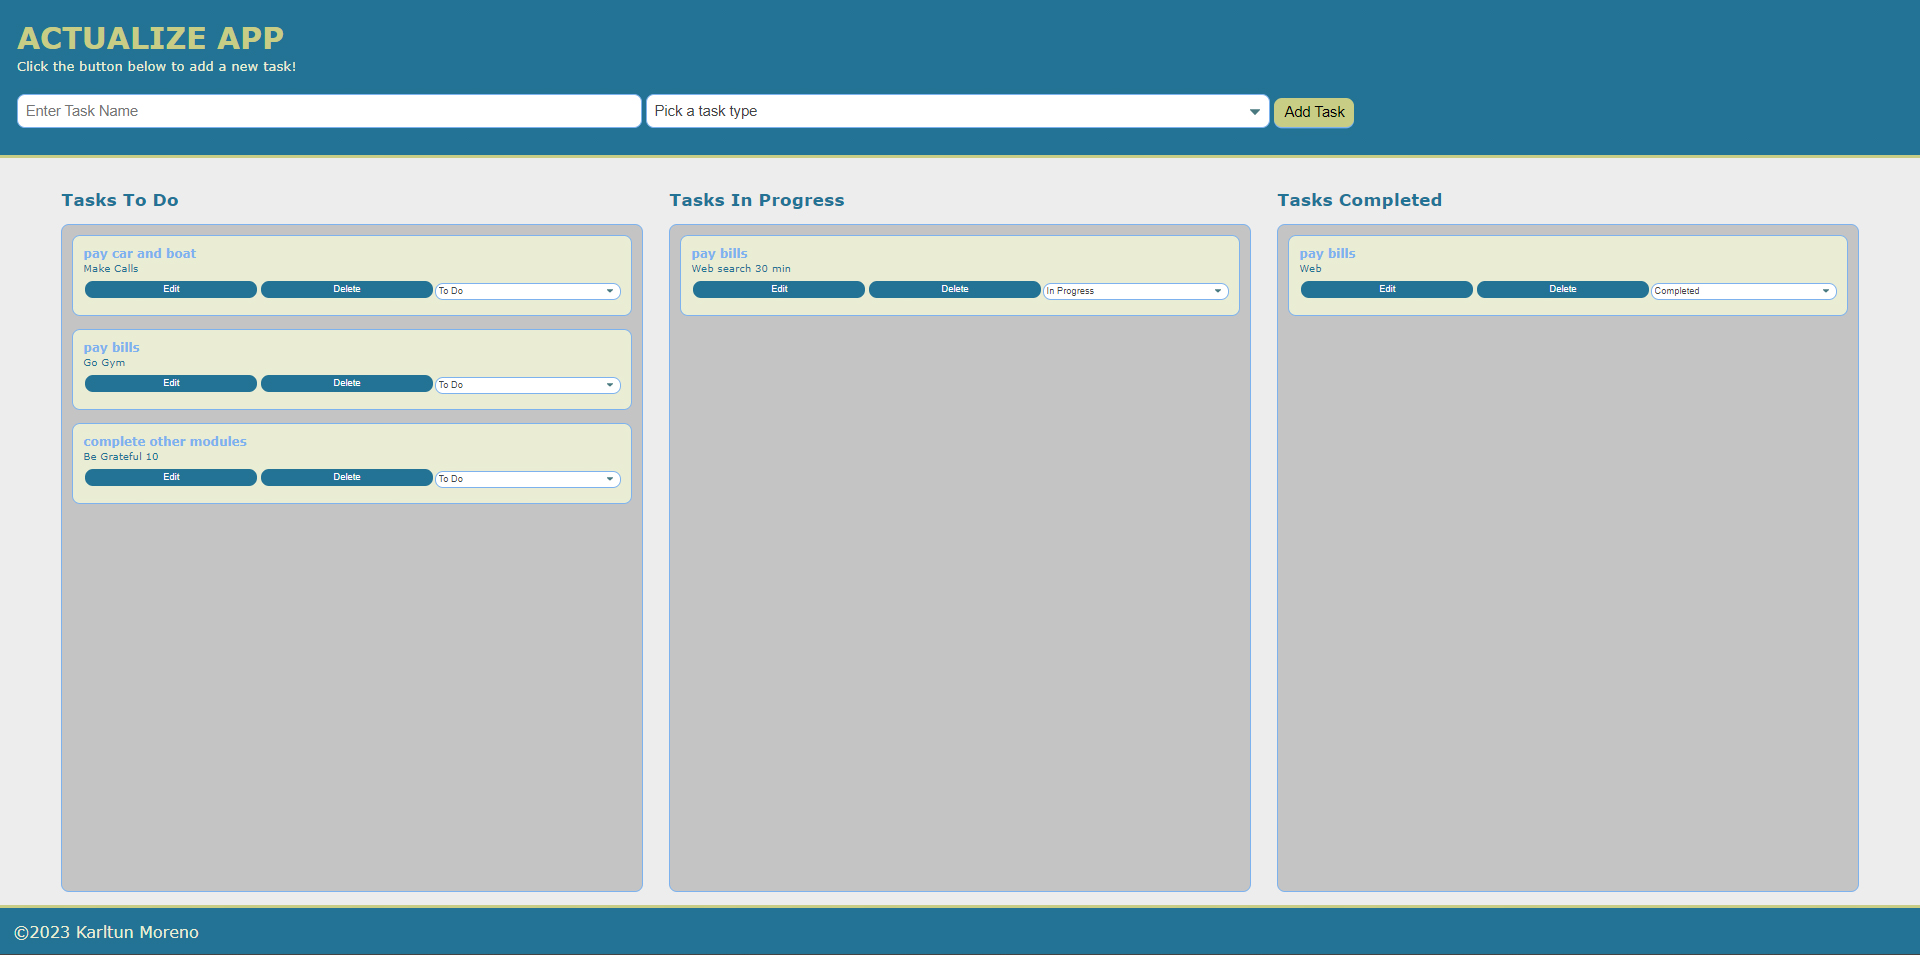 ACTUALIZE APP
Click the button below to add a new task!
Enter Task Name
Pick a task type
Add Task
Tasks To Do
pay car and boat
Make Calls
Edit Delete To Do
pay bills
Go Gym
Edit Delete To Do
complete other modules
Be Grateful 10
Edit Delete To Do
Tasks In Progress
pay bills
Web search 30 min
Edit Delete In Progress
Tasks Completed
pay bills
Web
Edit Delete Completed
©2023 Karltun Moreno